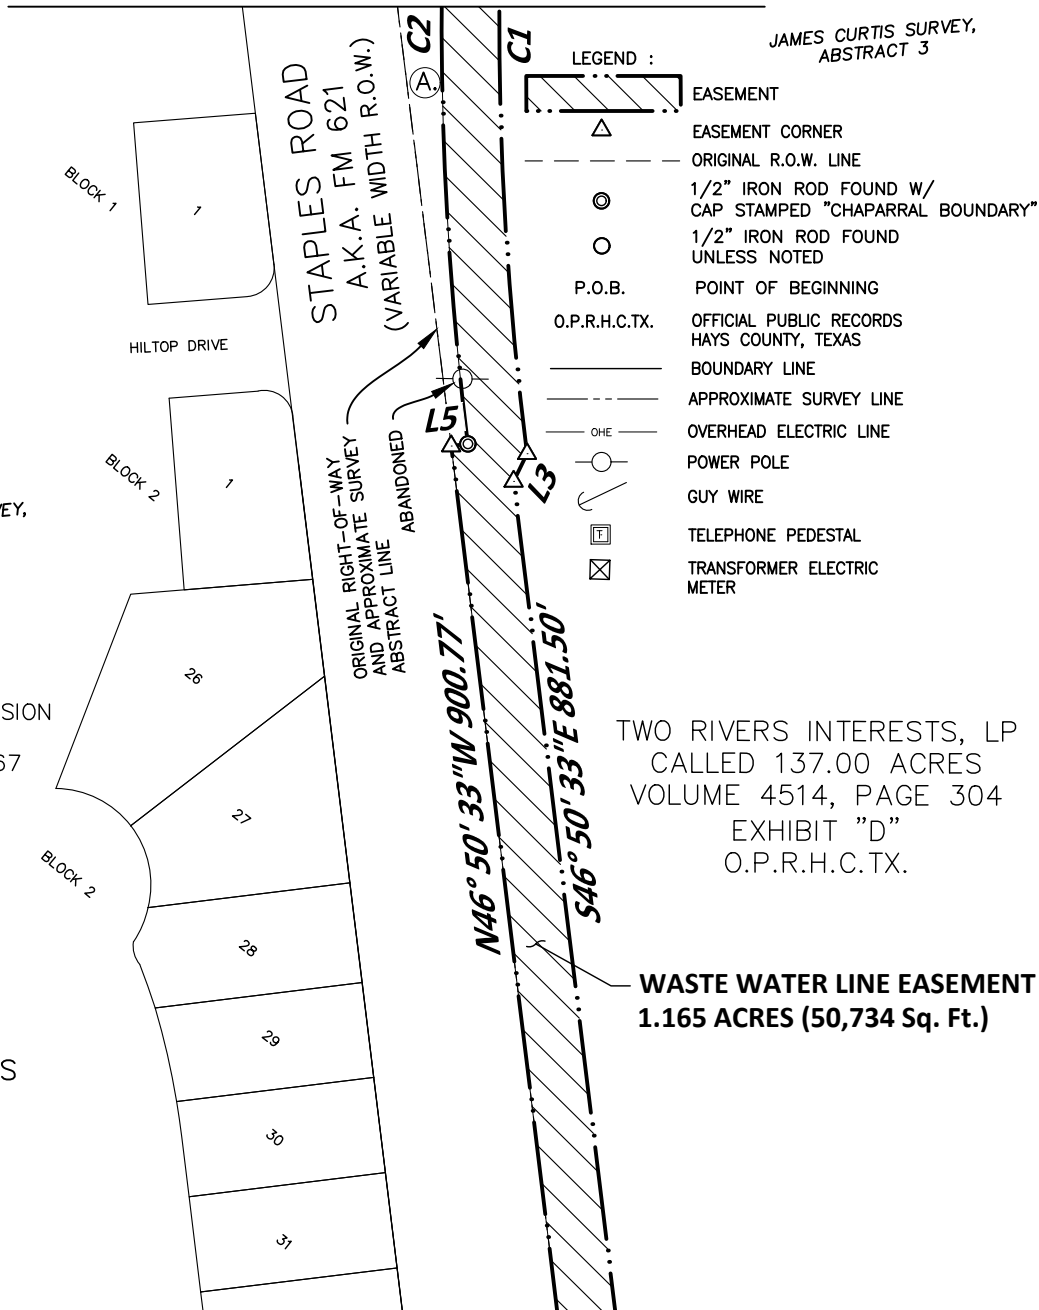 JAMES CURTIS SURVEY,
ABSTRACT 3
C2
C1
A.
STAPLES ROAD
A.K.A. FM 621
(VARIABLE WIDTH R.O.W.)
LEGEND :
EASEMENT
EASEMENT CORNER
ORIGINAL R.O.W. LINE
1/2" IRON ROD FOUND W/
CAP STAMPED "CHAPARRAL BOUNDARY"
1/2" IRON ROD FOUND
UNLESS NOTED
P.O.B. POINT OF BEGINNING
O.P.R.H.C.TX. OFFICIAL PUBLIC RECORDS
HAYS COUNTY, TEXAS
BOUNDARY LINE
APPROXIMATE SURVEY LINE
OHE OVERHEAD ELECTRIC LINE
POWER POLE
GUY WIRE
T TELEPHONE PEDESTAL
TRANSFORMER ELECTRIC
METER
BLOCK 1
1
HILTOP DRIVE
BLOCK 2
1
L5
L3
ORIGINAL RIGHT-OF-WAY
AND APPROXIMATE SURVEY
ABSTRACT LINE
ABANDONED
EY,
26
SION
67
27
BLOCK 2
28
29
S
30
31
N46°50'33"W 900.77'
S46°50'33"E 881.50'
TWO RIVERS INTERESTS, LP
CALLED 137.00 ACRES
VOLUME 4514, PAGE 304
EXHIBIT "D"
O.P.R.H.C.TX.
WASTE WATER LINE EASEMENT
1.165 ACRES (50,734 Sq. Ft.)